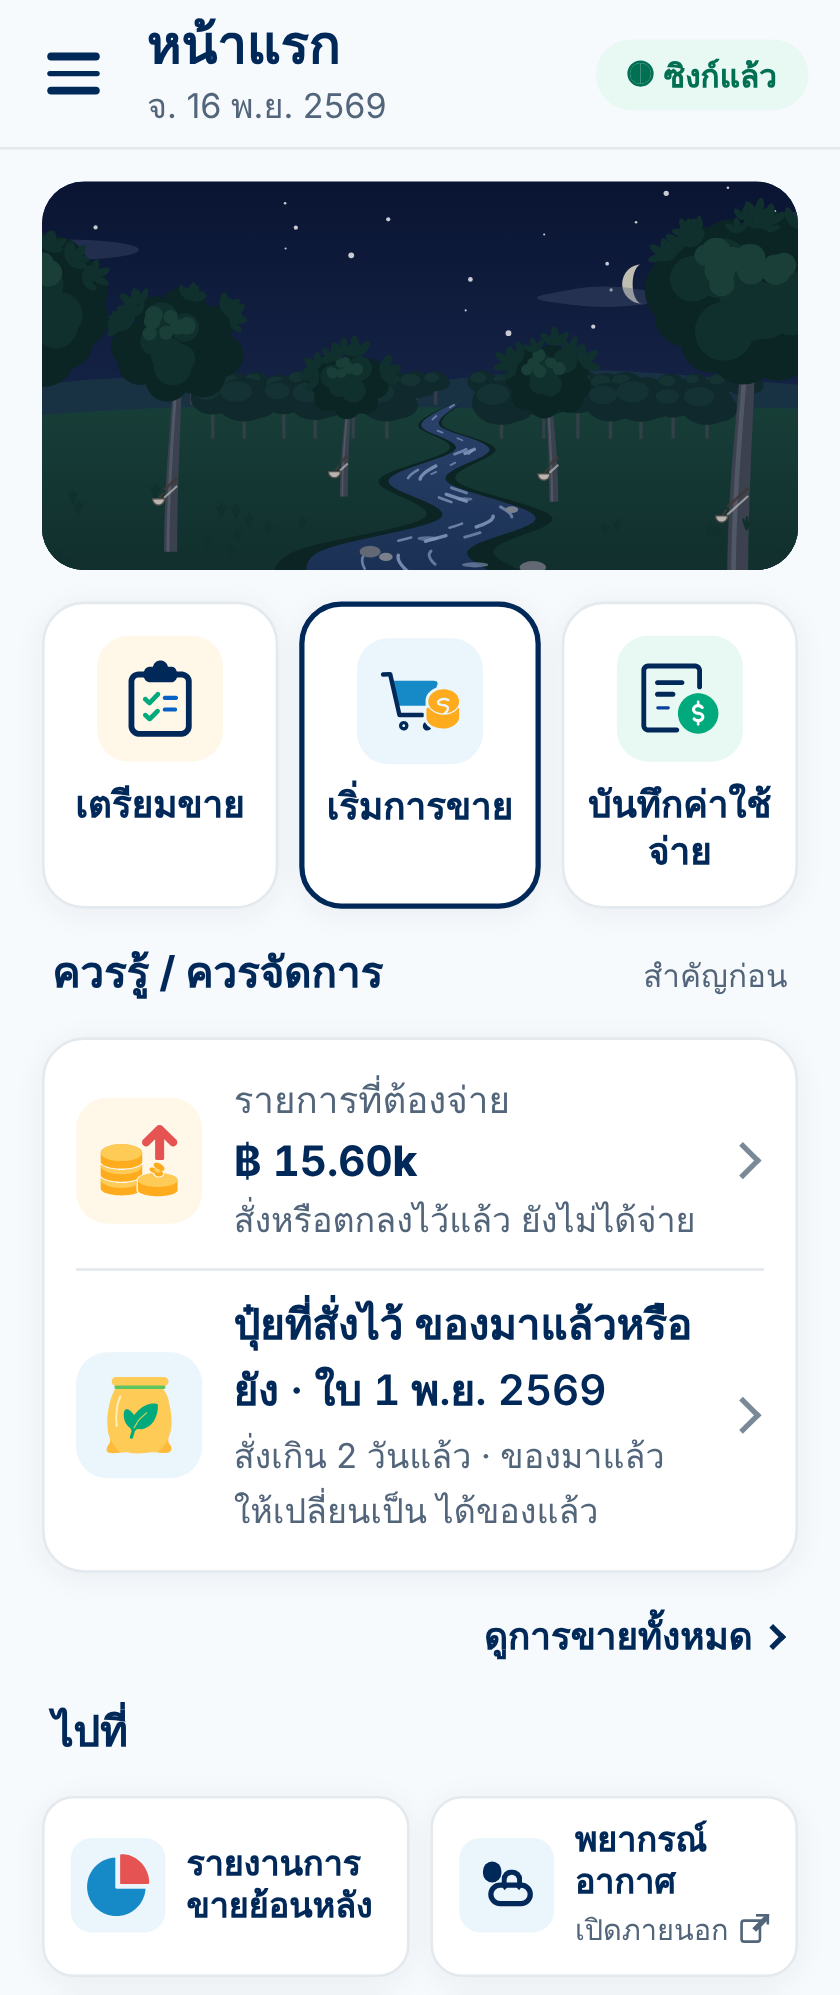 หน้าแรก
จ. 16 พ.ย. 2569
ซิงก์แล้ว
เตรียมขาย
เริ่มการขาย
บันทึกค่าใช้
จ่าย
ควรรู้ / ควรจัดการ
สำคัญก่อน
รายการที่ต้องจ่าย
฿ 15.60k
สั่งหรือตกลงไว้แล้ว ยังไม่ได้จ่าย
ปุ๋ยที่สั่งไว้ ของมาแล้วหรือ
ยัง · ใบ 1 พ.ย. 2569
สั่งเกิน 2 วันแล้ว · ของมาแล้ว
ให้เปลี่ยนเป็น ได้ของแล้ว
ดูการขายทั้งหมด
ไปที่
รายงานการ
ขายย้อนหลัง
พยากรณ์
อากาศ
เปิดภายนอก